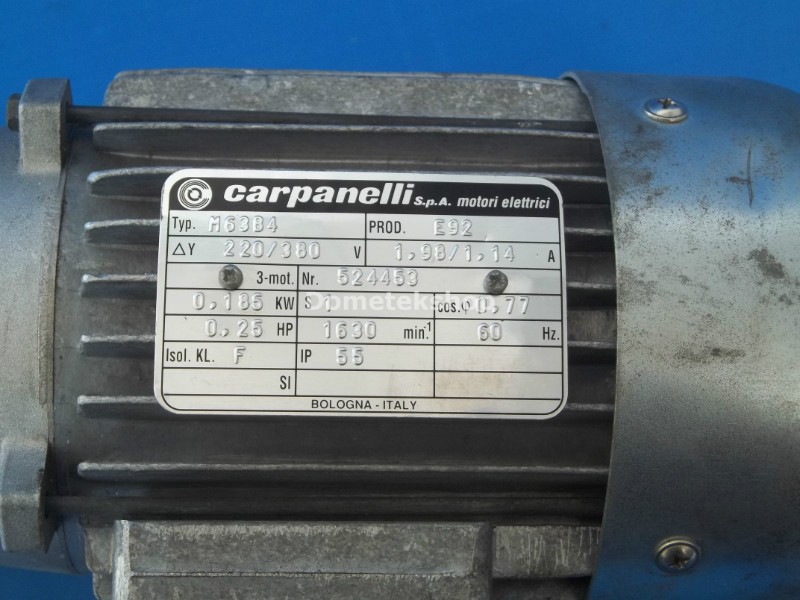 carpanelli S.p.A. motori elettrici
Typ. M63B4 PROD. E92
△Y 220/380 V 1,98/1,14 A
3-mot. Nr. 524453
0,185 KW S 1 cos.φ 0,77
0,25 HP 1630 min.¹ 60 Hz.
Isol. KL. F IP 55
SI
BOLOGNA - ITALY